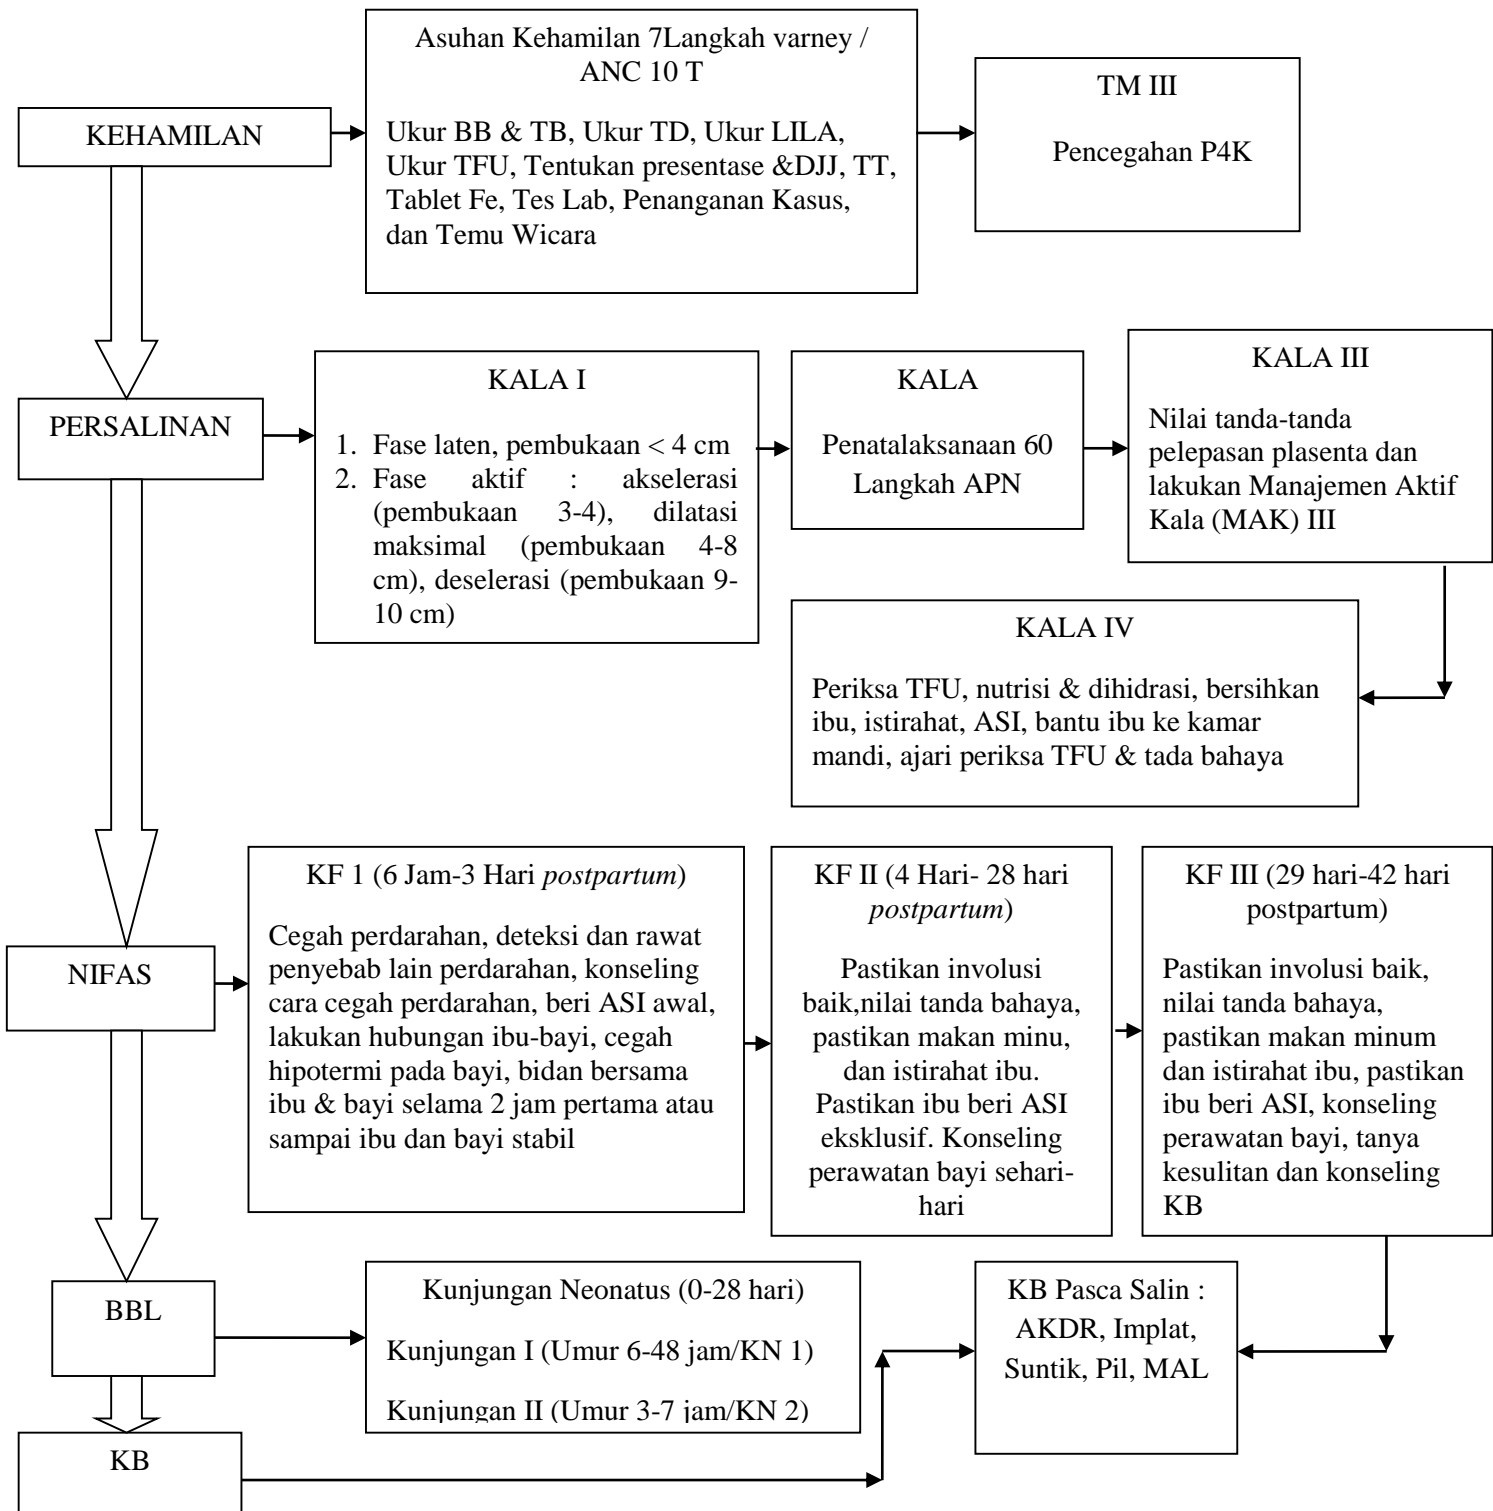 KEHAMILAN
Asuhan Kehamilan 7Langkah varney /
ANC 10 T
Ukur BB & TB, Ukur TD, Ukur LILA,
Ukur TFU, Tentukan presentase &DJJ, TT,
Tablet Fe, Tes Lab, Penanganan Kasus,
dan Temu Wicara
TM III
Pencegahan P4K
PERSALINAN
KALA I
1. Fase laten, pembukaan < 4 cm
2. Fase aktif : akselerasi
(pembukaan 3-4), dilatasi
maksimal (pembukaan 4-8
cm), deselerasi (pembukaan 9-
10 cm)
KALA
Penatalaksanaan 60
Langkah APN
KALA III
Nilai tanda-tanda
pelepasan plasenta dan
lakukan Manajemen Aktif
Kala (MAK) III
KALA IV
Periksa TFU, nutrisi & dihidrasi, bersihkan
ibu, istirahat, ASI, bantu ibu ke kamar
mandi, ajari periksa TFU & tada bahaya
NIFAS
KF 1 (6 Jam-3 Hari postpartum)
Cegah perdarahan, deteksi dan rawat
penyebab lain perdarahan, konseling
cara cegah perdarahan, beri ASI awal,
lakukan hubungan ibu-bayi, cegah
hipotermi pada bayi, bidan bersama
ibu & bayi selama 2 jam pertama atau
sampai ibu dan bayi stabil
KF II (4 Hari- 28 hari
postpartum)
Pastikan involusi
baik,nilai tanda bahaya,
pastikan makan minu,
dan istirahat ibu.
Pastikan ibu beri ASI
eksklusif. Konseling
perawatan bayi sehari-
hari
KF III (29 hari-42 hari
postpartum)
Pastikan involusi baik,
nilai tanda bahaya,
pastikan makan minum
dan istirahat ibu, pastikan
ibu beri ASI, konseling
perawatan bayi, tanya
kesulitan dan konseling
KB
BBL
Kunjungan Neonatus (0-28 hari)
Kunjungan I (Umur 6-48 jam/KN 1)
Kunjungan II (Umur 3-7 jam/KN 2)
KB Pasca Salin :
AKDR, Implat,
Suntik, Pil, MAL
KB